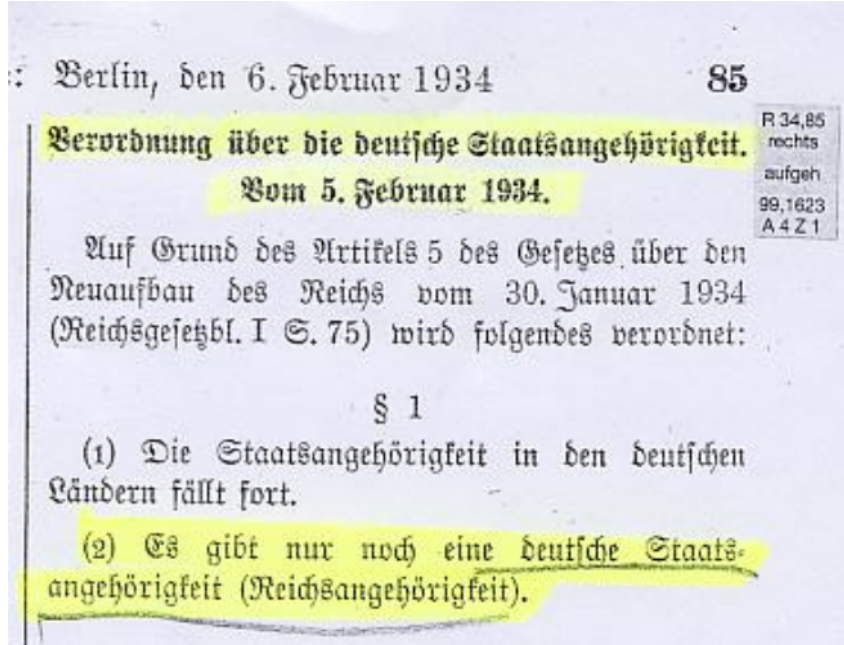 : Berlin, den 6. Februar 1934 85
Verordnung über die deutsche Staatsangehörigkeit.
Vom 5. Februar 1934.
Auf Grund des Artikels 5 des Gesetzes über den
Neuaufbau des Reichs vom 30. Januar 1934
(Reichsgesetzbl. I S. 75) wird folgendes verordnet:
§ 1
(1) Die Staatsangehörigkeit in den deutschen
Ländern fällt fort.
(2) Es gibt nur noch eine deutsche Staats-
angehörigkeit (Reichsangehörigkeit).
R 34,85
rechts
aufgeh
99,1623
A 4 Z 1